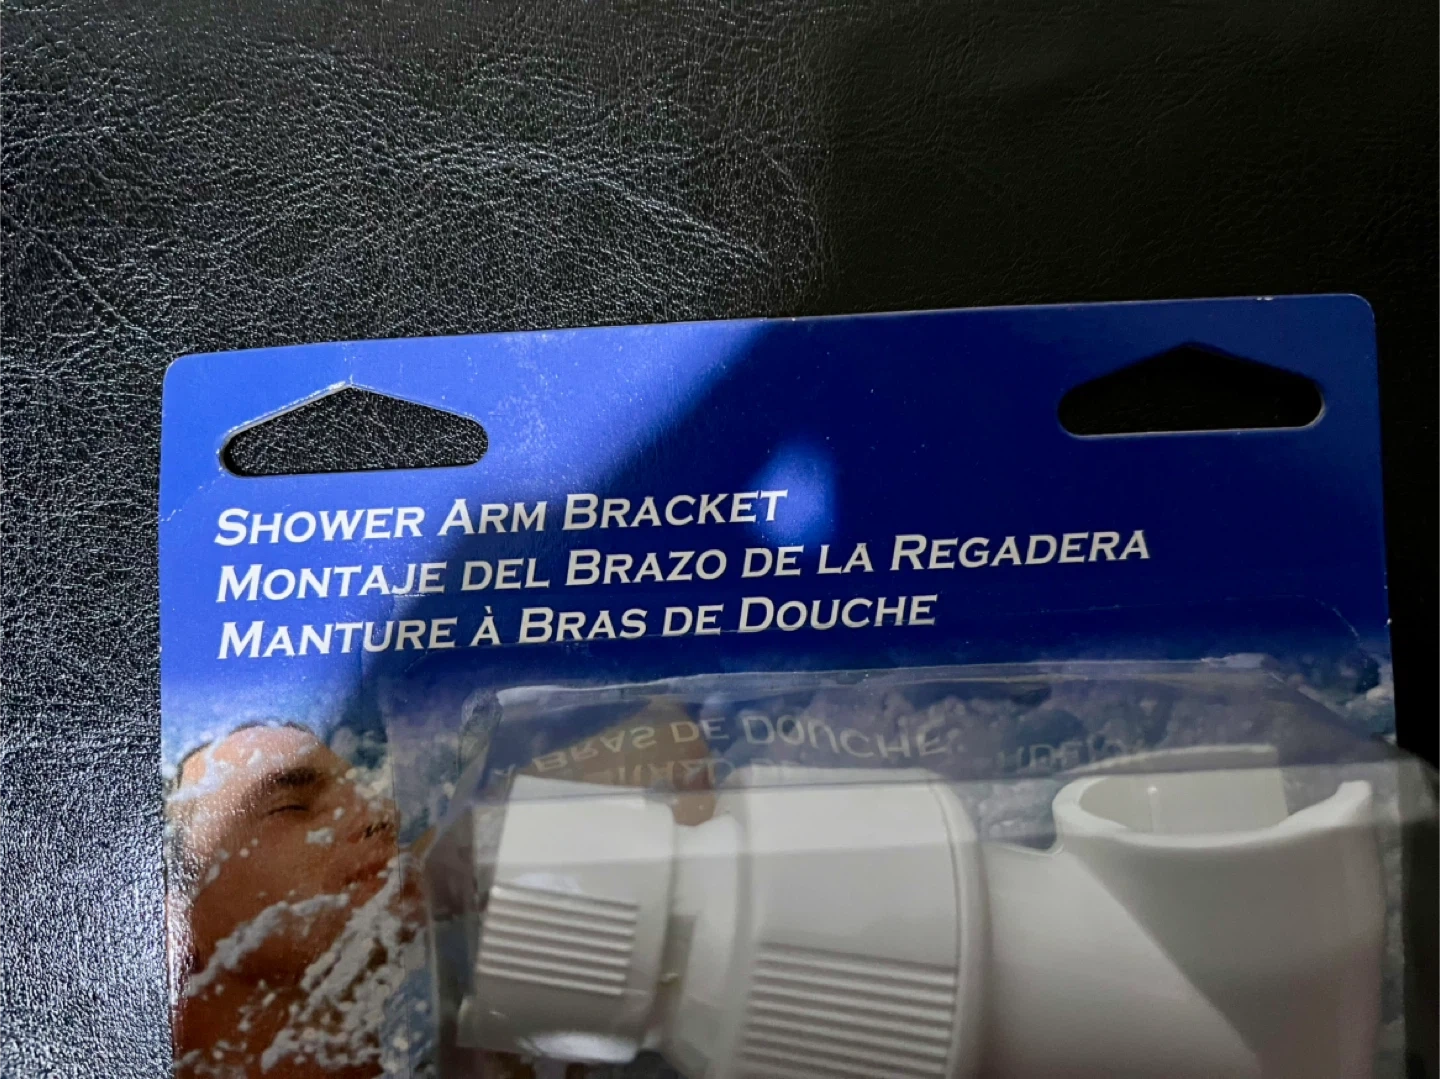 SHOWER ARM BRACKET
MONTAJE DEL BRAZO DE LA REGADERA
MANTURE À BRAS DE DOUCHE